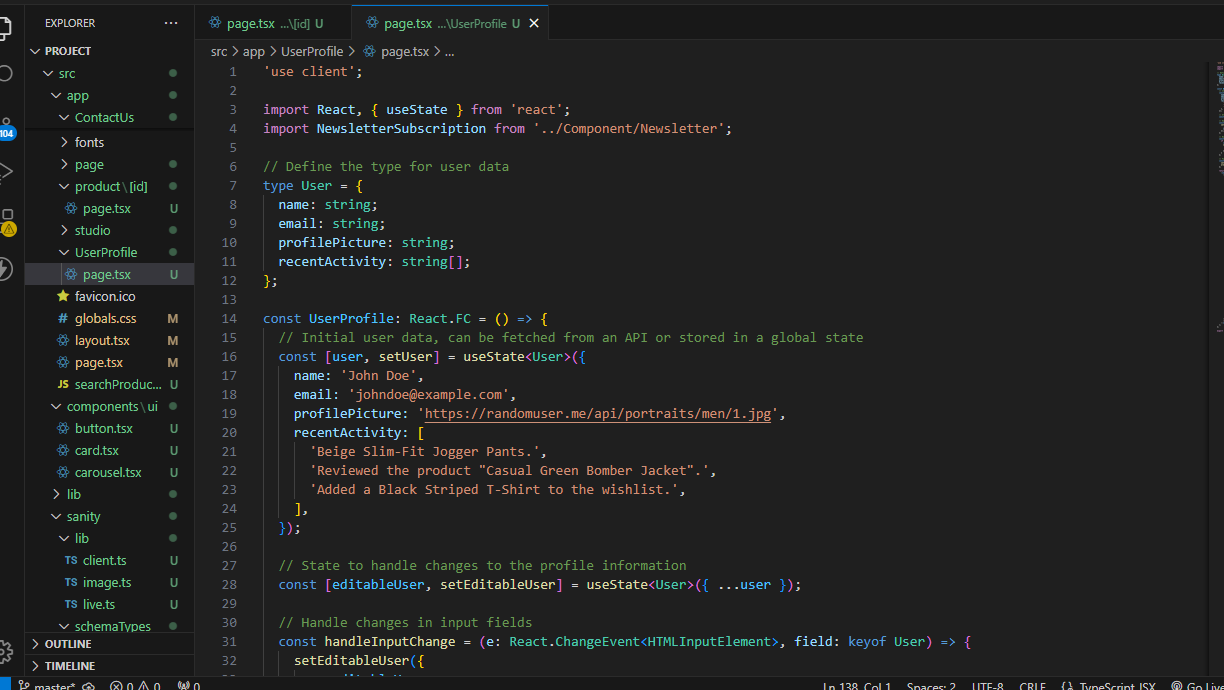 EXPLORER
PROJECT
src
app
ContactUs
fonts
page
product\[id]
page.tsx U
studio
UserProfile
page.tsx U
favicon.ico
# globals.css M
layout.tsx M
page.tsx M
JS searchProduc... U
components\ui
button.tsx U
card.tsx U
carousel.tsx U
lib
sanity
lib
TS client.ts U
TS image.ts U
TS live.ts U
schemaTypes
OUTLINE
TIMELINE
104
page.tsx ...\[id] U
page.tsx ...\UserProfile U
src > app > UserProfile > page.tsx > ...
1 'use client';
2
3 import React, { useState } from 'react';
4 import NewsletterSubscription from '../Component/Newsletter';
5
6 // Define the type for user data
7 type User = {
8 name: string;
9 email: string;
10 profilePicture: string;
11 recentActivity: string[];
12 };
13
14 const UserProfile: React.FC = () => {
15 // Initial user data, can be fetched from an API or stored in a global state
16 const [user, setUser] = useState<User>({
17 name: 'John Doe',
18 email: 'johndoe@example.com',
19 profilePicture: 'https://randomuser.me/api/portraits/men/1.jpg',
20 recentActivity: [
21 'Beige Slim-Fit Jogger Pants.',
22 'Reviewed the product "Casual Green Bomber Jacket".',
23 'Added a Black Striped T-Shirt to the wishlist.',
24 ],
25 });
26
27 // State to handle changes to the profile information
28 const [editableUser, setEditableUser] = useState<User>({ ...user });
29
30 // Handle changes in input fields
31 const handleInputChange = (e: React.ChangeEvent<HTMLInputElement>, field: keyof User) => {
32 setEditableUser({
master* 0 0 0 Ln 138, Col 1 Spaces: 2 UTF-8 CRLF {} TypeScript JSX Go Live